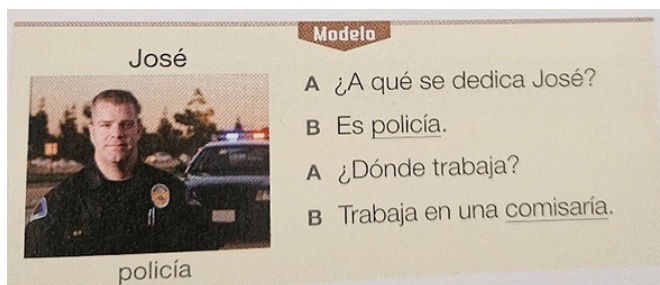 Modelo
José
A ¿A qué se dedica José?
B Es policía.
A ¿Dónde trabaja?
B Trabaja en una comisaría.
policía